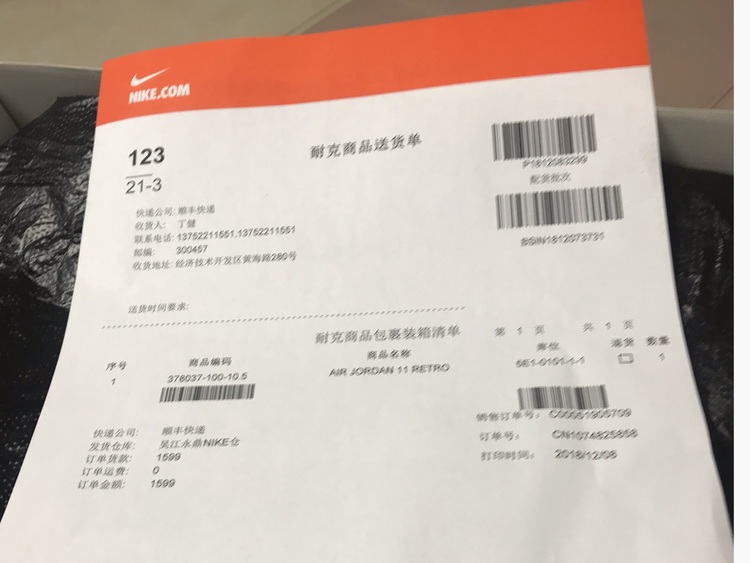 NIKE.COM
123
21-3
耐克商品送货单
P1812083299
配货批次
BSIN1812073731
快递公司: 顺丰快递
收货人: 丁健
联系电话: 13752211551,13752211551
邮编: 300457
收货地址: 经济技术开发区黄海路280号
送货时间要求:
耐克商品包裹装箱清单
第 1 页 共 1 页
序号 商品编码 商品名称 库位 数量
1 378037-100-10.5 AIR JORDAN 11 RETRO 5E1-0101-1-1 1
快递公司: 顺丰快递
发货仓库: 吴江永鼎NIKE仓
订单货款: 1599
订单运费: 0
订单金额: 1599
销售订单号: C00051905709
订单号: CN1074825858
打印时间: 2018/12/08